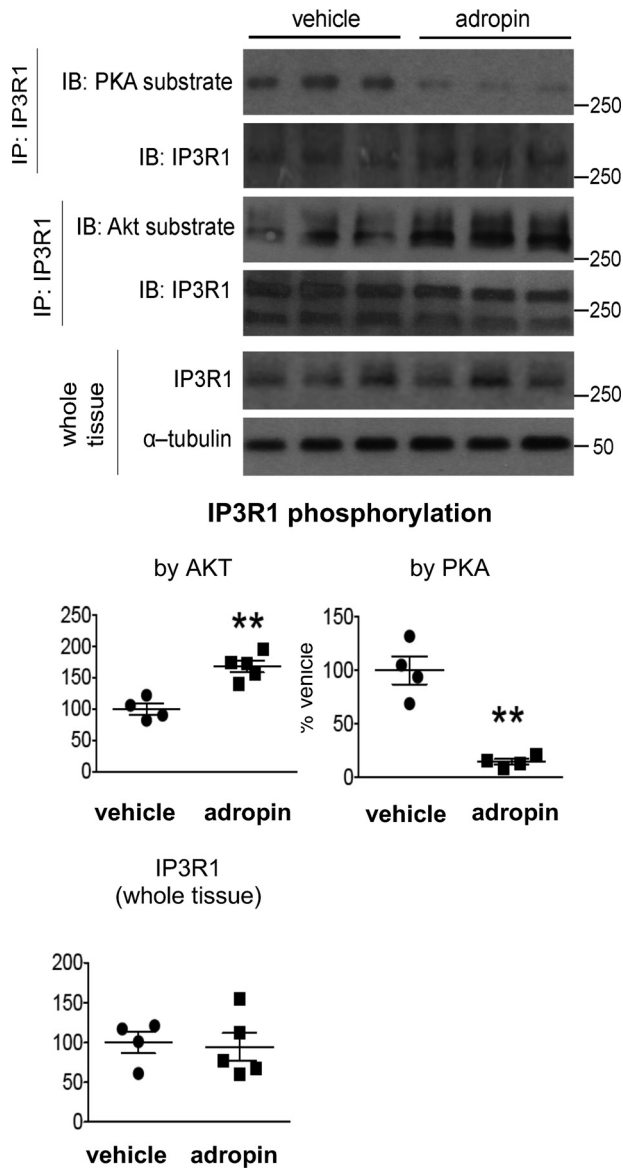 vehicle adropin
IP: IP3R1
IB: PKA substrate
250
IB: IP3R1
250
IP: IP3R1
IB: Akt substrate
250
IB: IP3R1
250
whole
tissue
IP3R1
250
α–tubulin
50
IP3R1 phosphorylation
by AKT
250
200
150
100
50
0
**
vehicle adropin
by PKA
% venicle
150
100
50
0
**
vehicle adropin
IP3R1
(whole tissue)
200
150
100
50
0
vehicle adropin